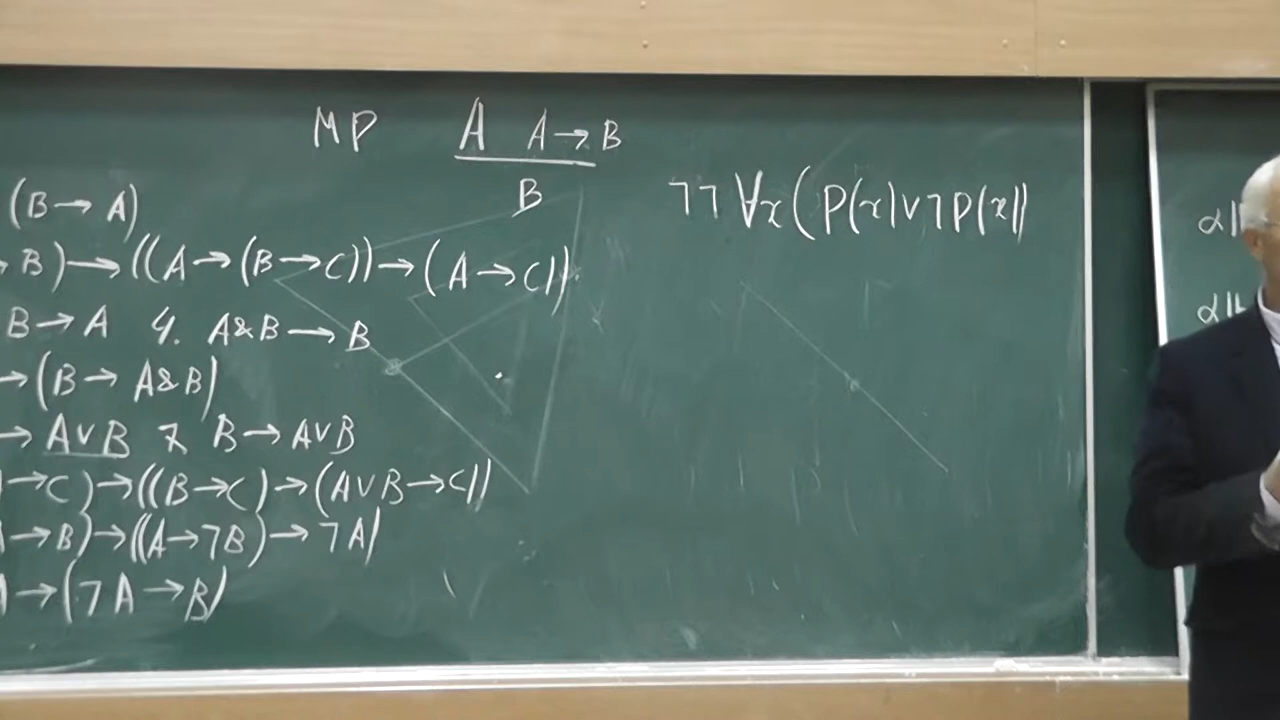 MP A A→B
B
¬¬∀x(P(x)∨¬P(x))
(B→A)
→B)→((A→(B→C))→(A→C))
B→A 4. A&B→B
→(B→A&B)
→A∨B 7. B→A∨B
→C)→((B→C)→(A∨B→C))
→B)→((A→¬B)→¬A)
A→(¬A→B)
α||
α||